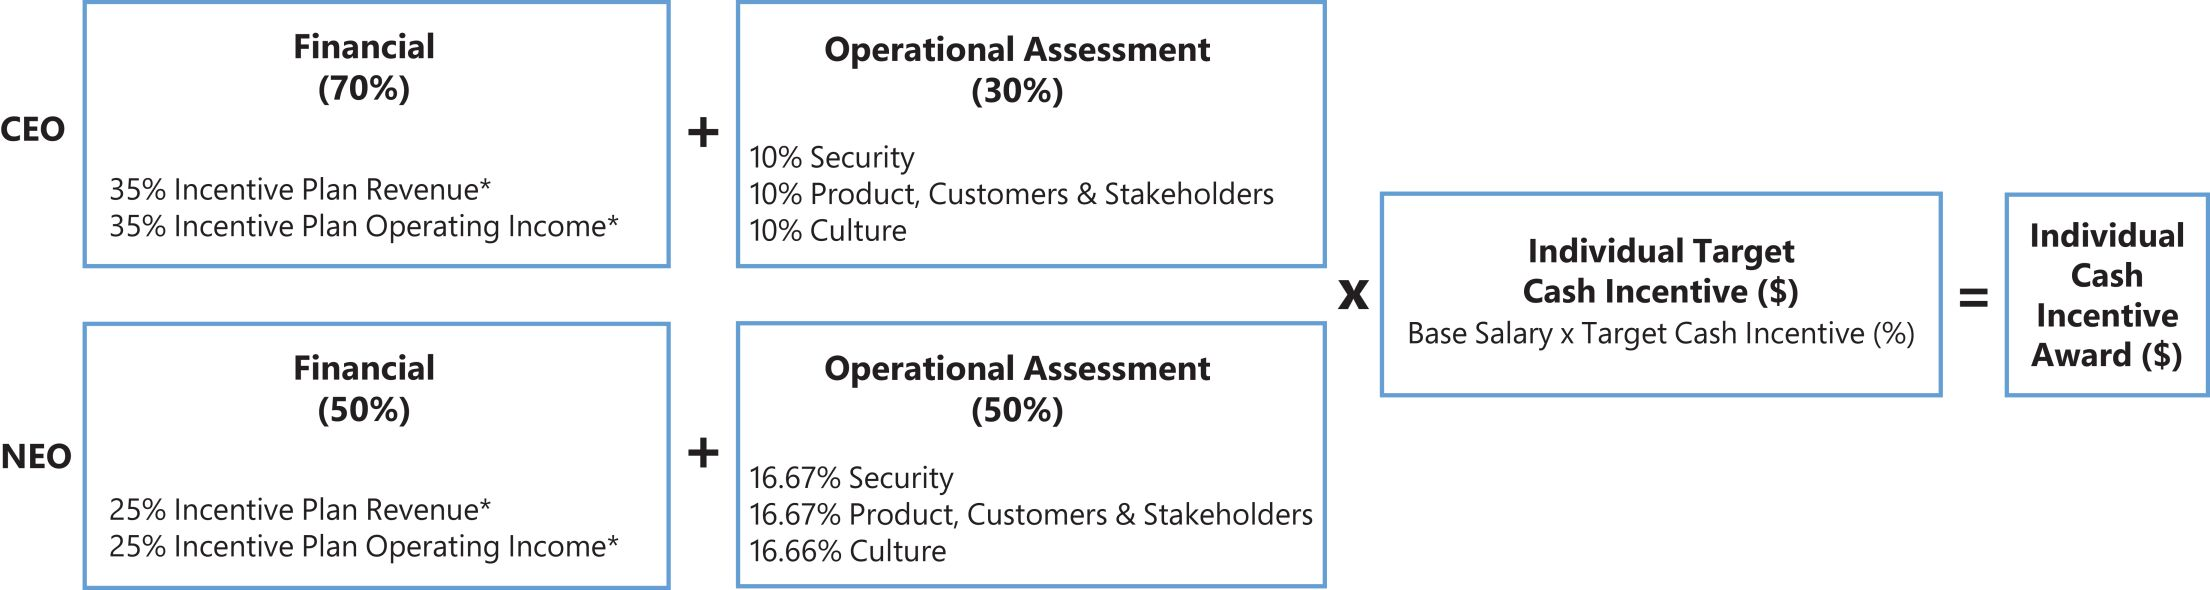 CEO
Financial
(70%)
35% Incentive Plan Revenue*
35% Incentive Plan Operating Income*
+
Operational Assessment
(30%)
10% Security
10% Product, Customers & Stakeholders
10% Culture
NEO
Financial
(50%)
25% Incentive Plan Revenue*
25% Incentive Plan Operating Income*
+
Operational Assessment
(50%)
16.67% Security
16.67% Product, Customers & Stakeholders
16.66% Culture
x
Individual Target
Cash Incentive ($)
Base Salary x Target Cash Incentive (%)
=
Individual
Cash
Incentive
Award ($)